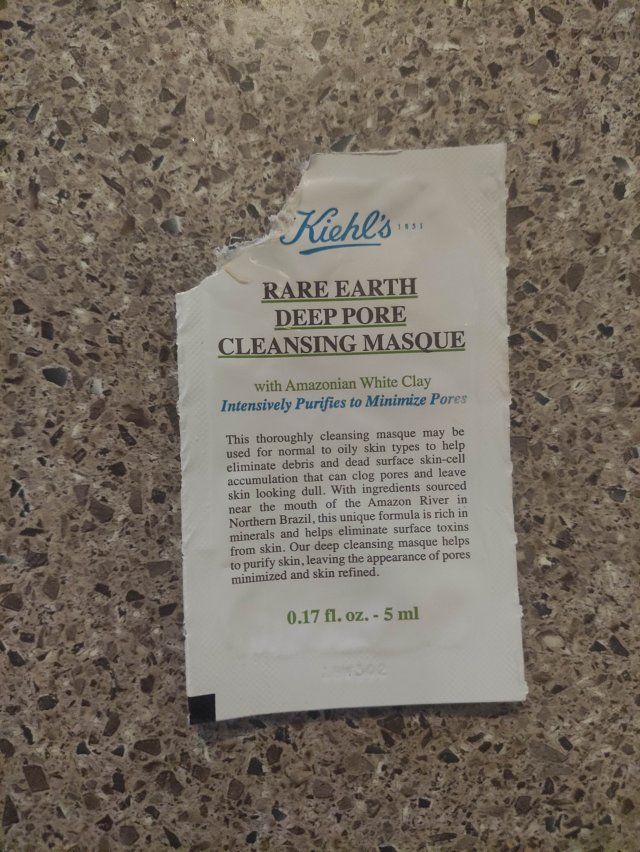 Kiehl's 1851
RARE EARTH
DEEP PORE
CLEANSING MASQUE
with Amazonian White Clay
Intensively Purifies to Minimize Pores
This thoroughly cleansing masque may be
used for normal to oily skin types to help
eliminate debris and dead surface skin-cell
accumulation that can clog pores and leave
skin looking dull. With ingredients sourced
near the mouth of the Amazon River in
Northern Brazil, this unique formula is rich in
minerals and helps eliminate surface toxins
from skin. Our deep cleansing masque helps
to purify skin, leaving the appearance of pores
minimized and skin refined.
0.17 fl. oz. - 5 ml